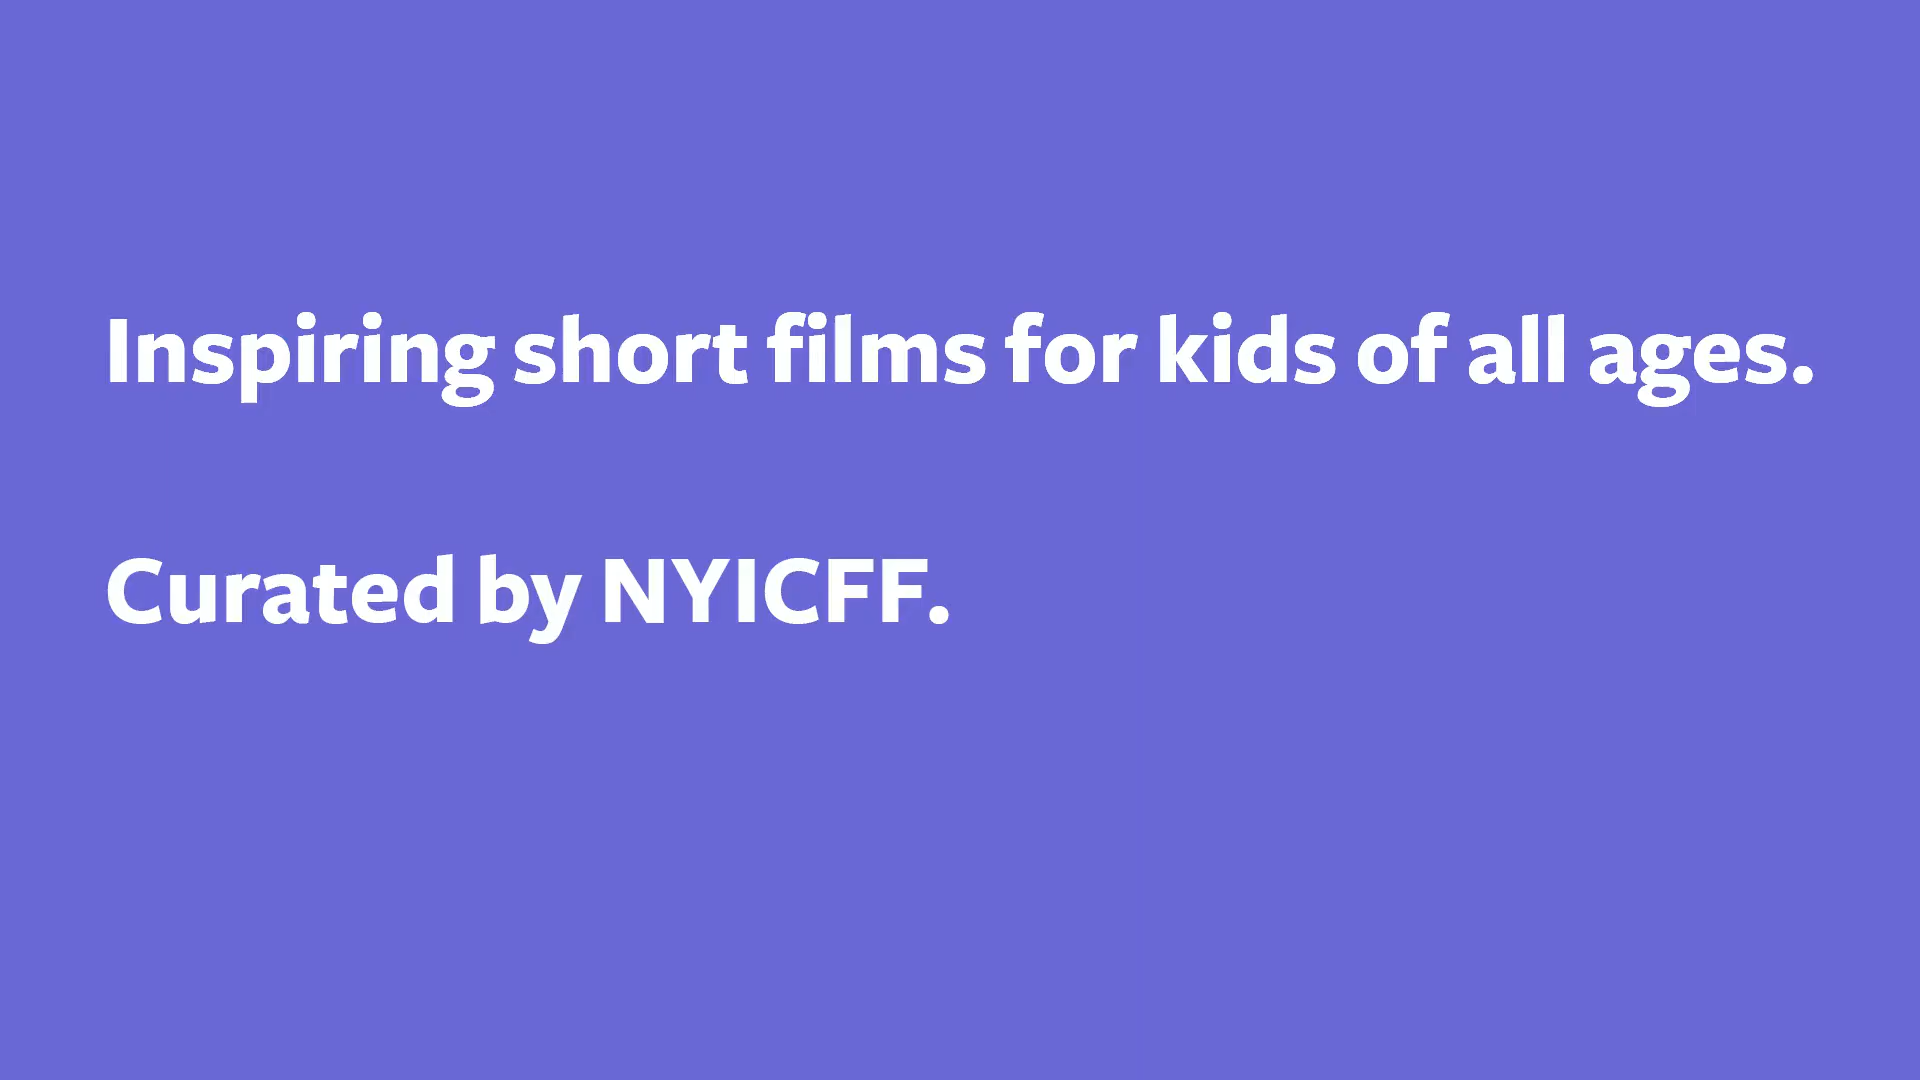 Inspiring short films for kids of all ages.
Curated by NYICFF.